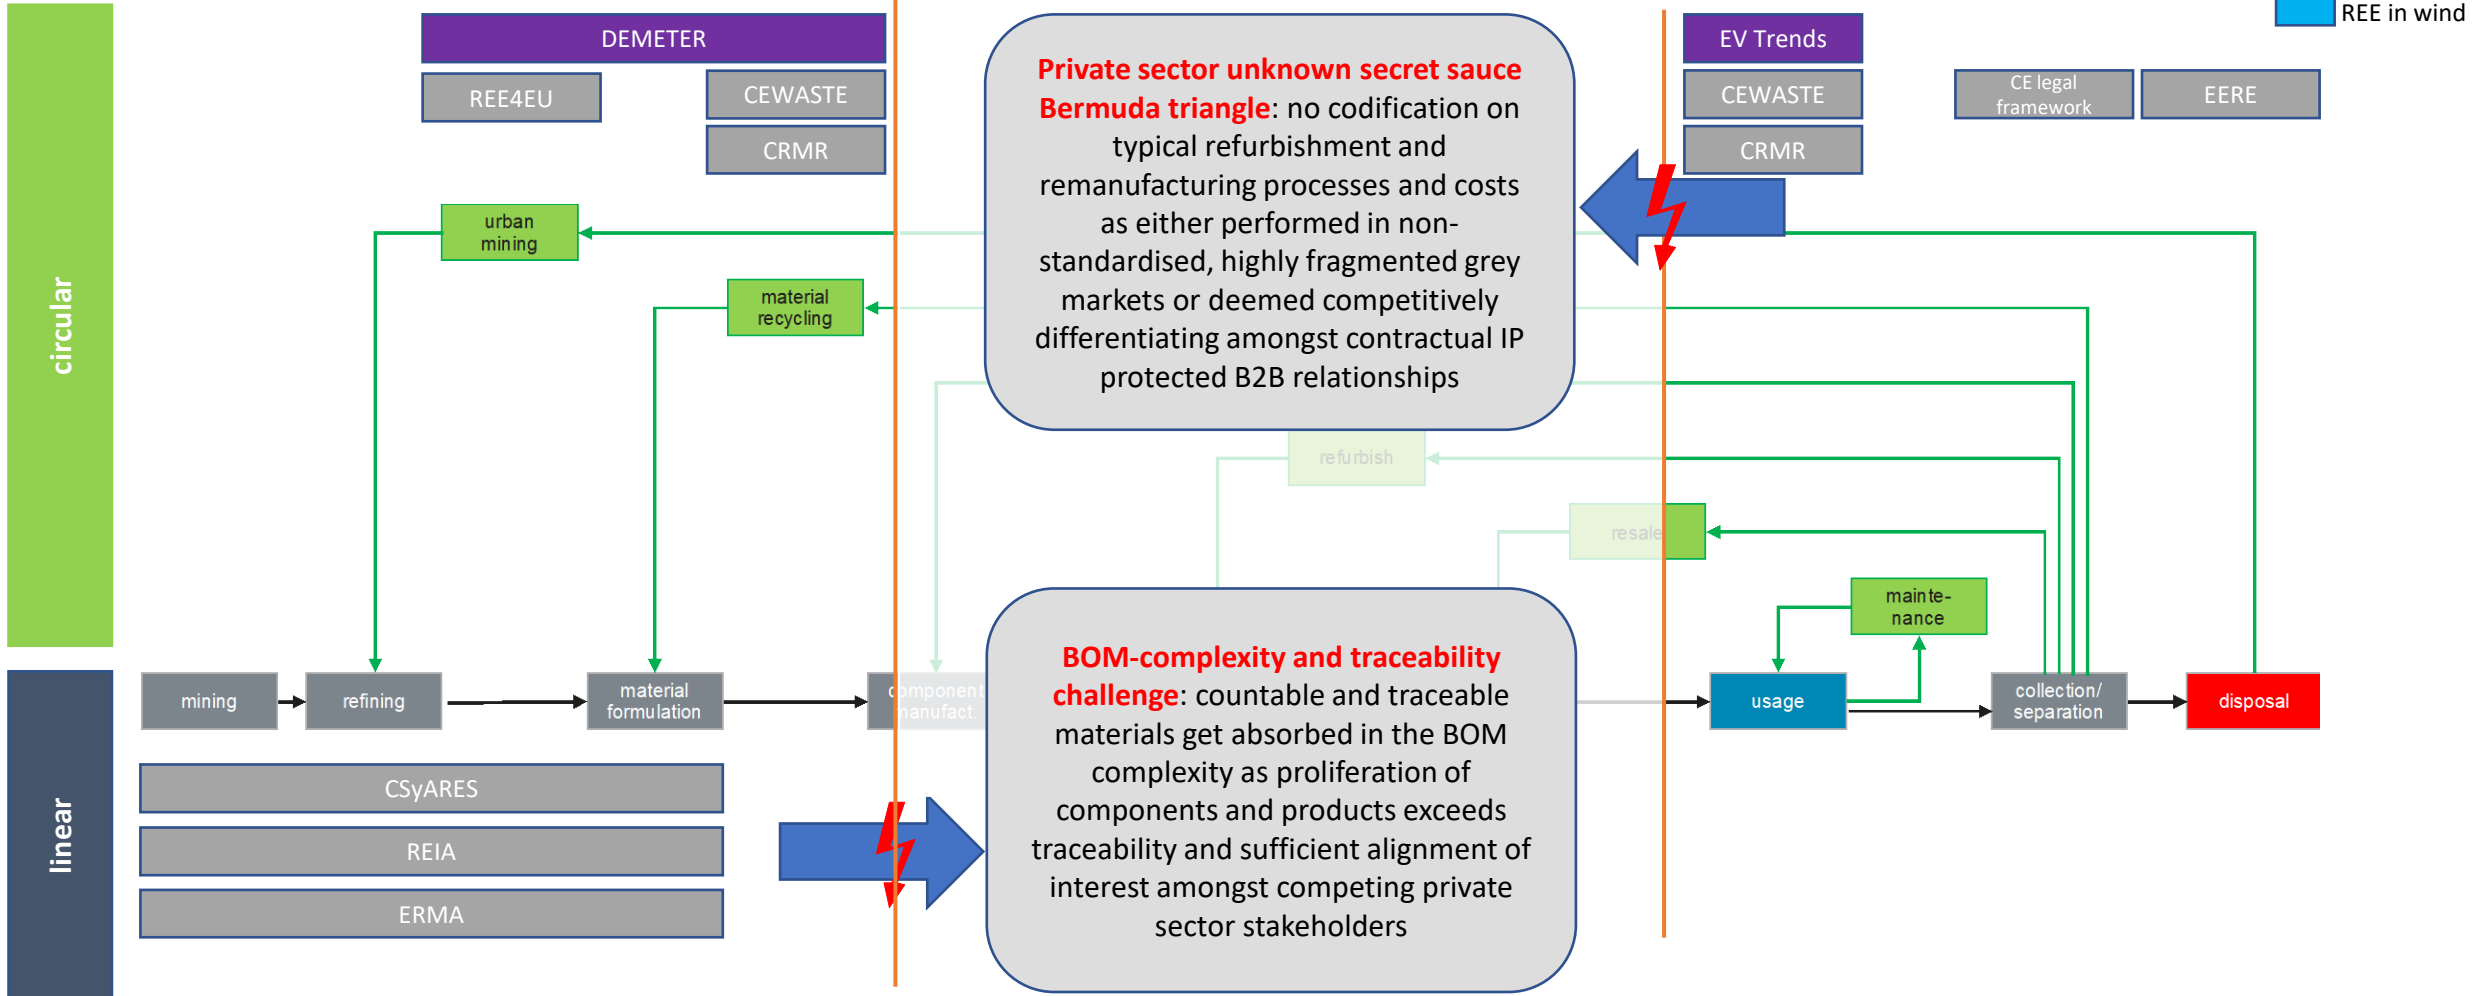 REE in wind
DEMETER
EV Trends
REE4EU
CEWASTE
CEWASTE
CE legal
framework
EERE
CRMR
CRMR
Private sector unknown secret sauce
Bermuda triangle: no codification on
typical refurbishment and
remanufacturing processes and costs
as either performed in non-
standardised, highly fragmented grey
markets or deemed competitively
differentiating amongst contractual IP
protected B2B relationships
circular
urban
mining
material
recycling
refurbish
resale
mainte-
nance
BOM-complexity and traceability
challenge: countable and traceable
materials get absorbed in the BOM
complexity as proliferation of
components and products exceeds
traceability and sufficient alignment of
interest amongst competing private
sector stakeholders
linear
mining
refining
material
formulation
component
manufact.
usage
collection/
separation
disposal
CSyARES
REIA
ERMA